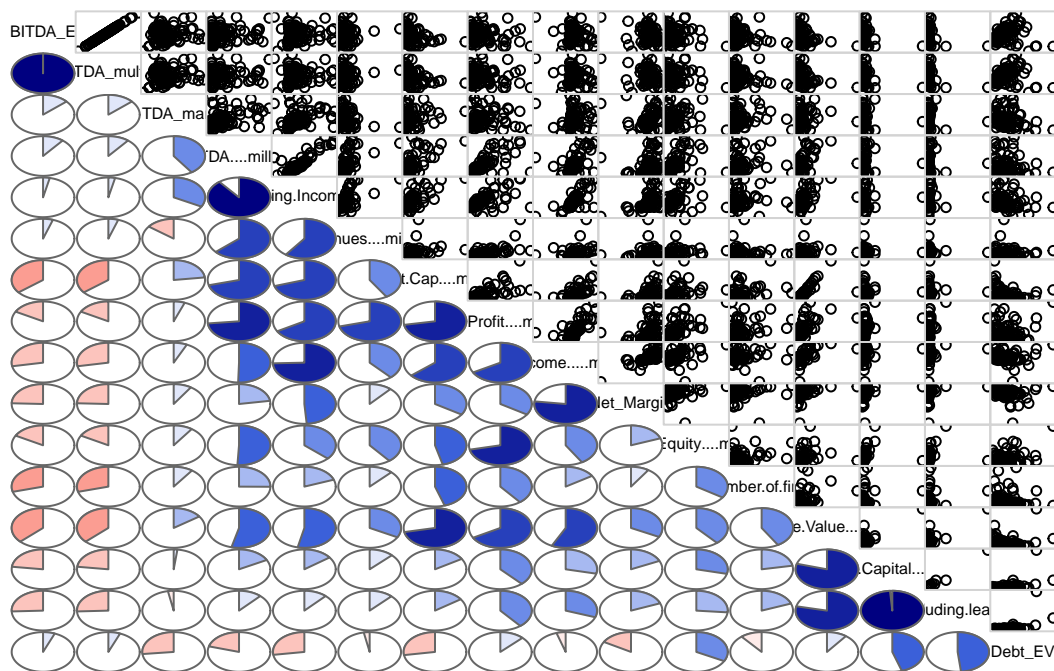 BITDA_E
TDA_mul
TDA_ma
TDA....mill
ing.Incom
nues....mi
t.Cap....m
Profit....m
ome.....m
let_Margi
Equity....m
mber.of.fir
e.Value...
.Capital...
uding.lea
Debt_EV